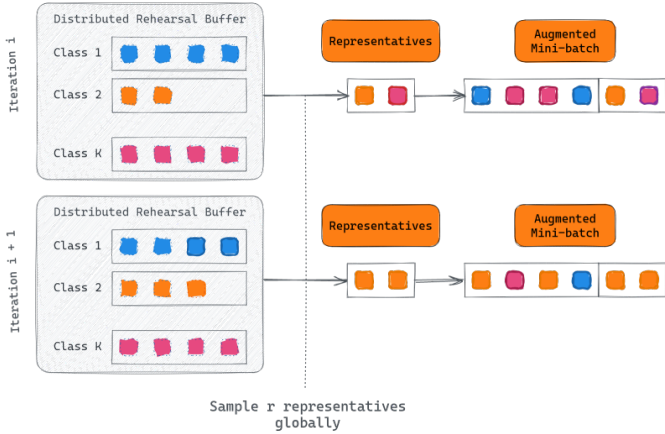 Iteration i
Distributed Rehearsal Buffer
Class 1
Class 2
Class K
Representatives
Augmented
Mini-batch
Iteration i + 1
Distributed Rehearsal Buffer
Class 1
Class 2
Class K
Representatives
Augmented
Mini-batch
Sample r representatives
globally